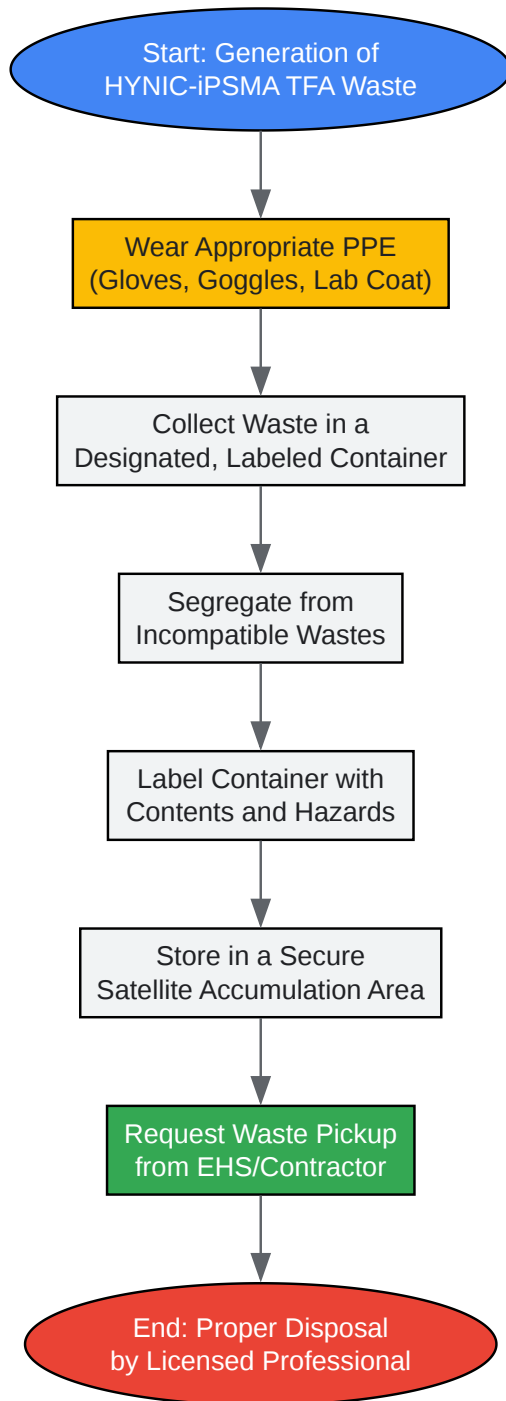 Start: Generation of
HYNIC-iPSMA TFA Waste
Wear Appropriate PPE
(Gloves, Goggles, Lab Coat)
Collect Waste in a
Designated, Labeled Container
Segregate from
Incompatible Wastes
Label Container with
Contents and Hazards
Store in a Secure
Satellite Accumulation Area
Request Waste Pickup
from EHS/Contractor
End: Proper Disposal
by Licensed Professional